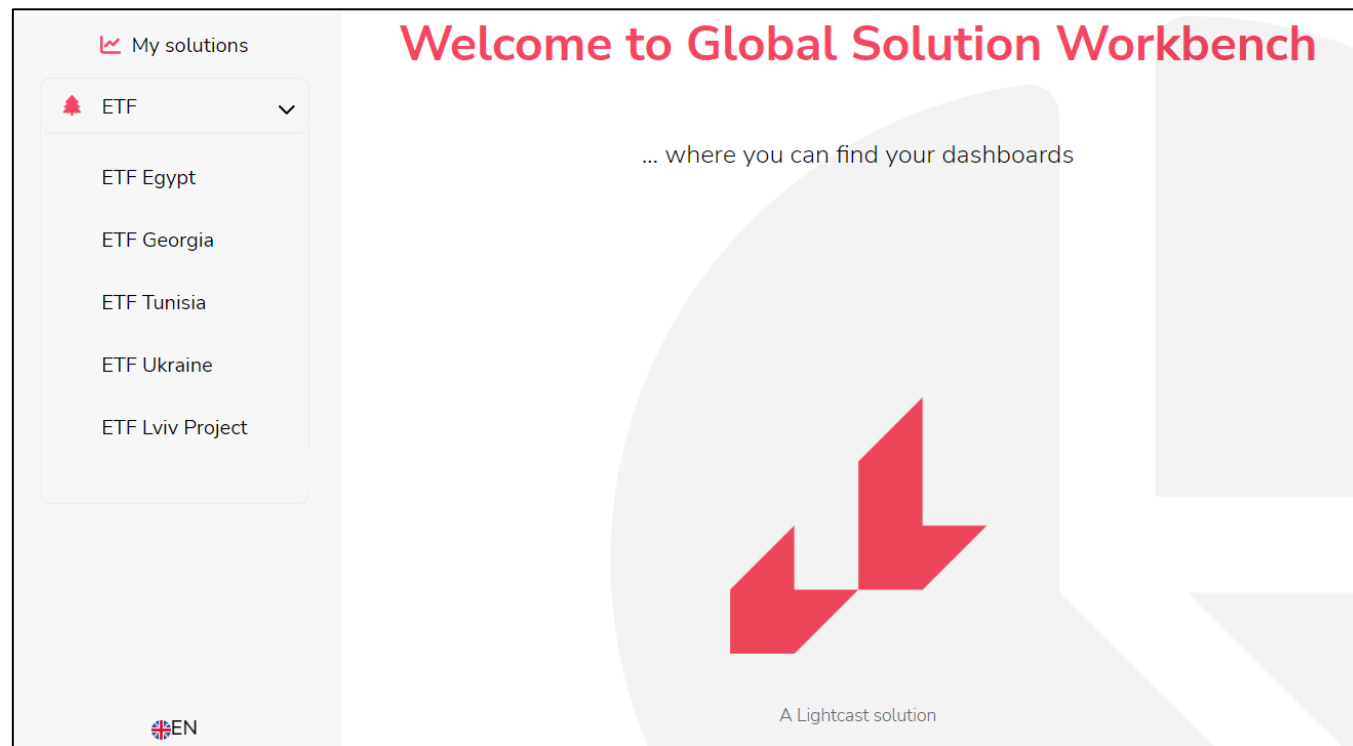 My solutions
ETF
ETF Egypt
ETF Georgia
ETF Tunisia
ETF Ukraine
ETF Lviv Project
EN
Welcome to Global Solution Workbench
... where you can find your dashboards
A Lightcast solution